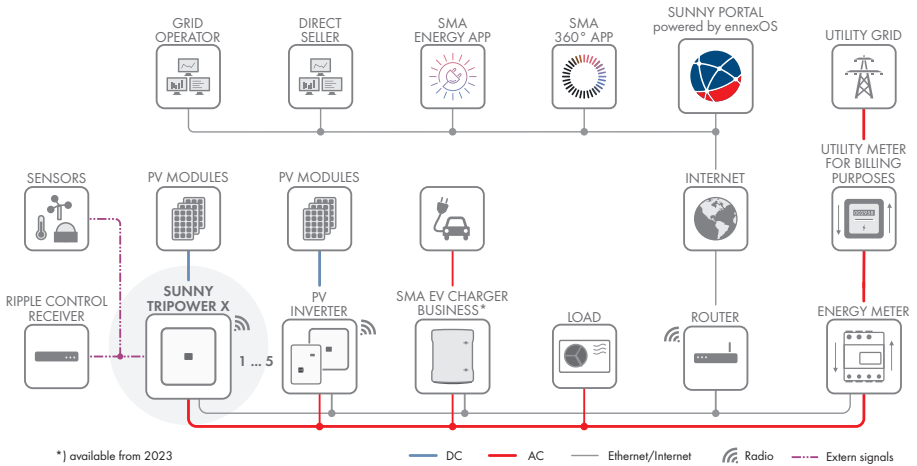 GRID
OPERATOR
DIRECT
SELLER
SMA
ENERGY APP
SMA
360° APP
SUNNY PORTAL
powered by ennexOS
UTILITY GRID
SENSORS
PV MODULES
PV MODULES
INTERNET
UTILITY METER
FOR BILLING
PURPOSES
RIPPLE CONTROL
RECEIVER
SUNNY
TRIPOWER X
1 ... 5
PV
INVERTER
SMA EV CHARGER
BUSINESS*
LOAD
ROUTER
ENERGY METER
*) available from 2023
DC
AC
Ethernet/Internet
Radio
Extern signals